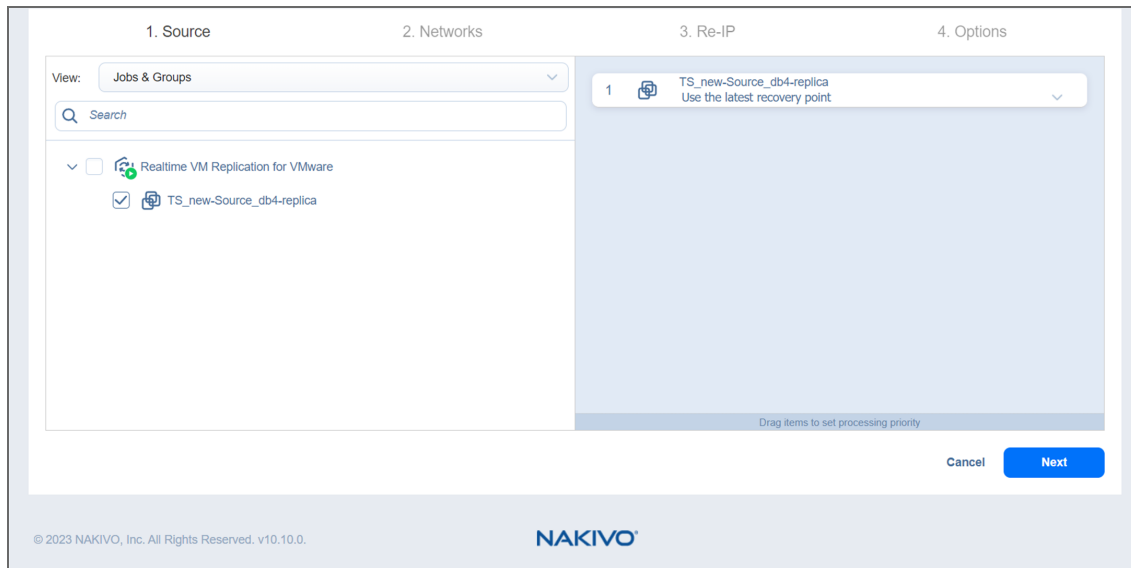 1. Source 2. Networks 3. Re-IP 4. Options
View: Jobs & Groups
Search
Realtime VM Replication for VMware
TS_new-Source_db4-replica
1 TS_new-Source_db4-replica
Use the latest recovery point
Drag items to set processing priority
Cancel Next
© 2023 NAKIVO, Inc. All Rights Reserved. v10.10.0.
NAKIVO®